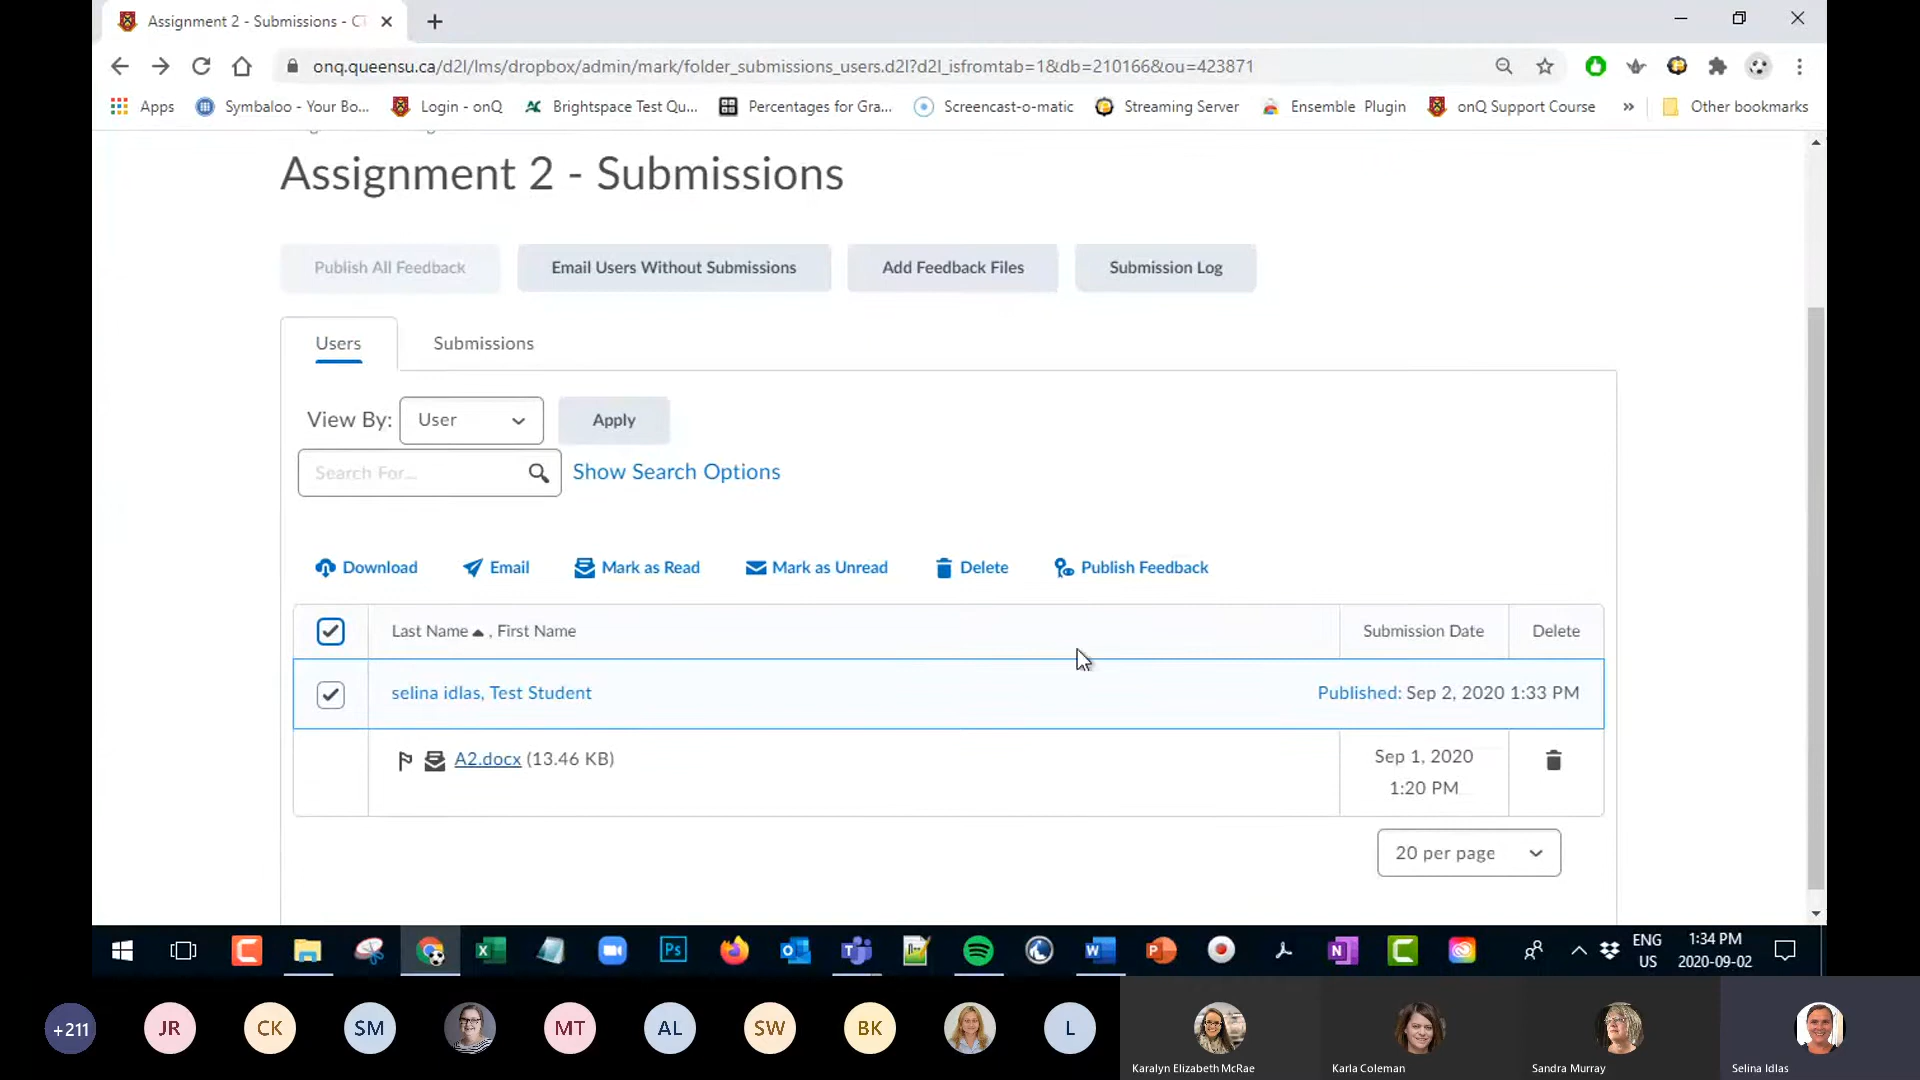 Assignment 2 - Submissions - CT
onq.queensu.ca/d2l/lms/dropbox/admin/mark/folder_submissions_users.d2l?d2l_isfromtab=1&db=210166&ou=423871
Apps Symbaloo - Your Bo... Login - onQ Brightspace Test Qu... Percentages for Gra... Screencast-o-matic Streaming Server Ensemble Plugin onQ Support Course » Other bookmarks
Assignment 2 - Submissions
Publish All Feedback Email Users Without Submissions Add Feedback Files Submission Log
Users Submissions
View By: User Apply
Search For... Show Search Options
Download Email Mark as Read Mark as Unread Delete Publish Feedback
Last Name , First Name Submission Date Delete
selina idlas, Test Student Published: Sep 2, 2020 1:33 PM
A2.docx (13.46 KB) Sep 1, 2020
1:20 PM
20 per page
ENG 1:34 PM
US 2020-09-02
+211 JR CK SM MT AL SW BK L
Karalyn Elizabeth McRae Karla Coleman Sandra Murray Selina Idlas